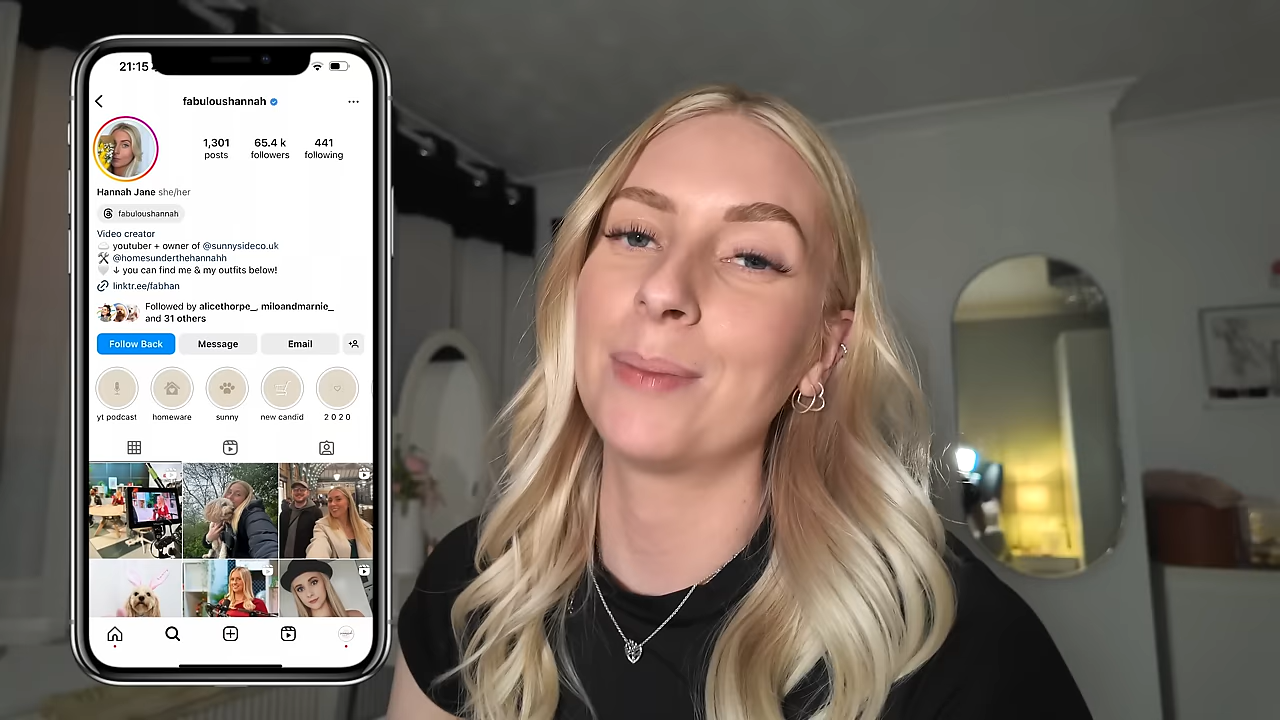 21:15
fabuloushannah
1,301
65.4 k
441
posts
followers
following
Hannah Jane she/her
fabuloushannah
Video creator
youtuber + owner of @sunnysideco.uk
@homesunderthehannahh
↓ you can find me & my outfits below!
linktr.ee/fabhan
Followed by alicethorpe_, miloandmarnie_
and 31 others
Follow Back
Message
Email
yt podcast
homeware
sunny
new candid
2 0 2 0